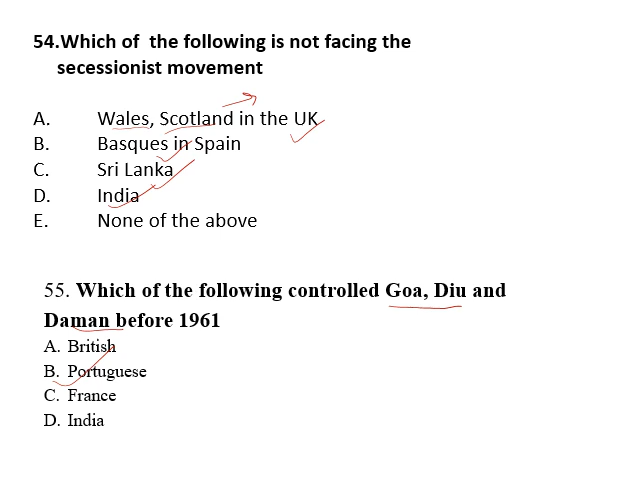 54.Which of  the following is not facing the
secessionist movement
A. Wales, Scotland in the UK
B. Basques in Spain
C. Sri Lanka
D. India
E. None of the above
55. Which of the following controlled Goa, Diu and
Daman before 1961
A. British
B. Portuguese
C. France
D. India